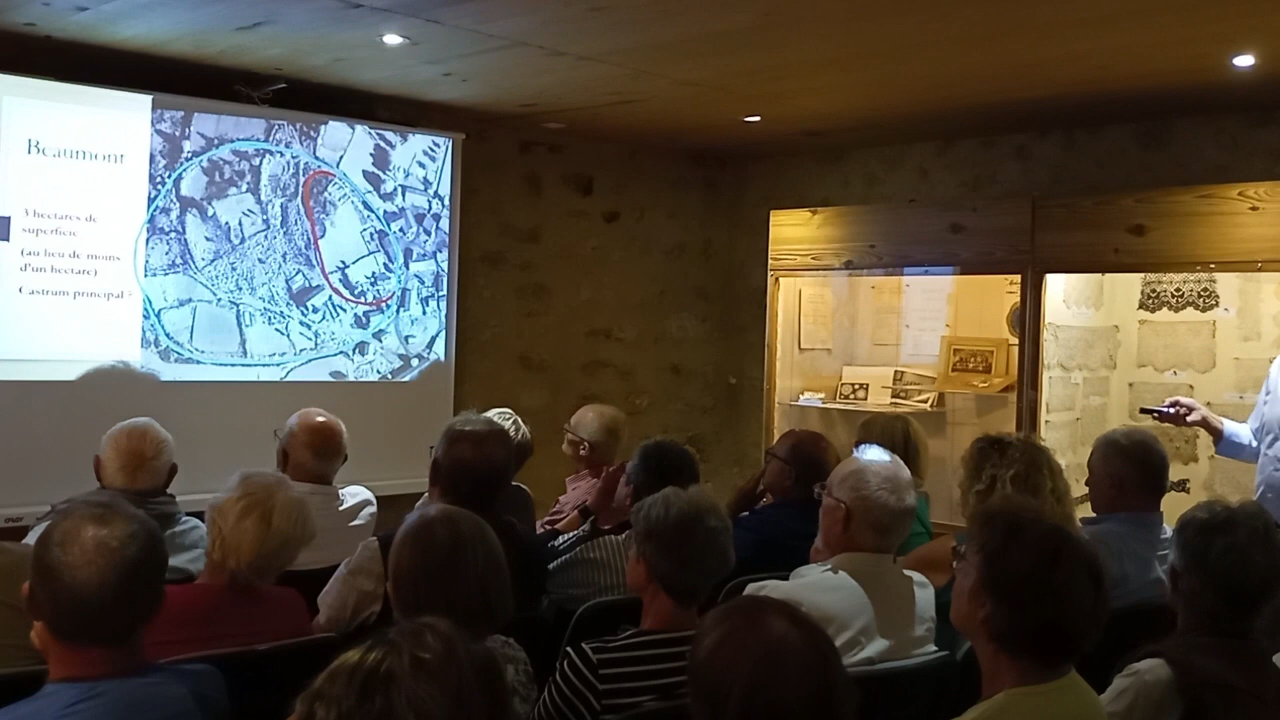 Beaumont
3 hectares de
superficie
(au lieu de moins
d'un hectare)
Castrum principal ?